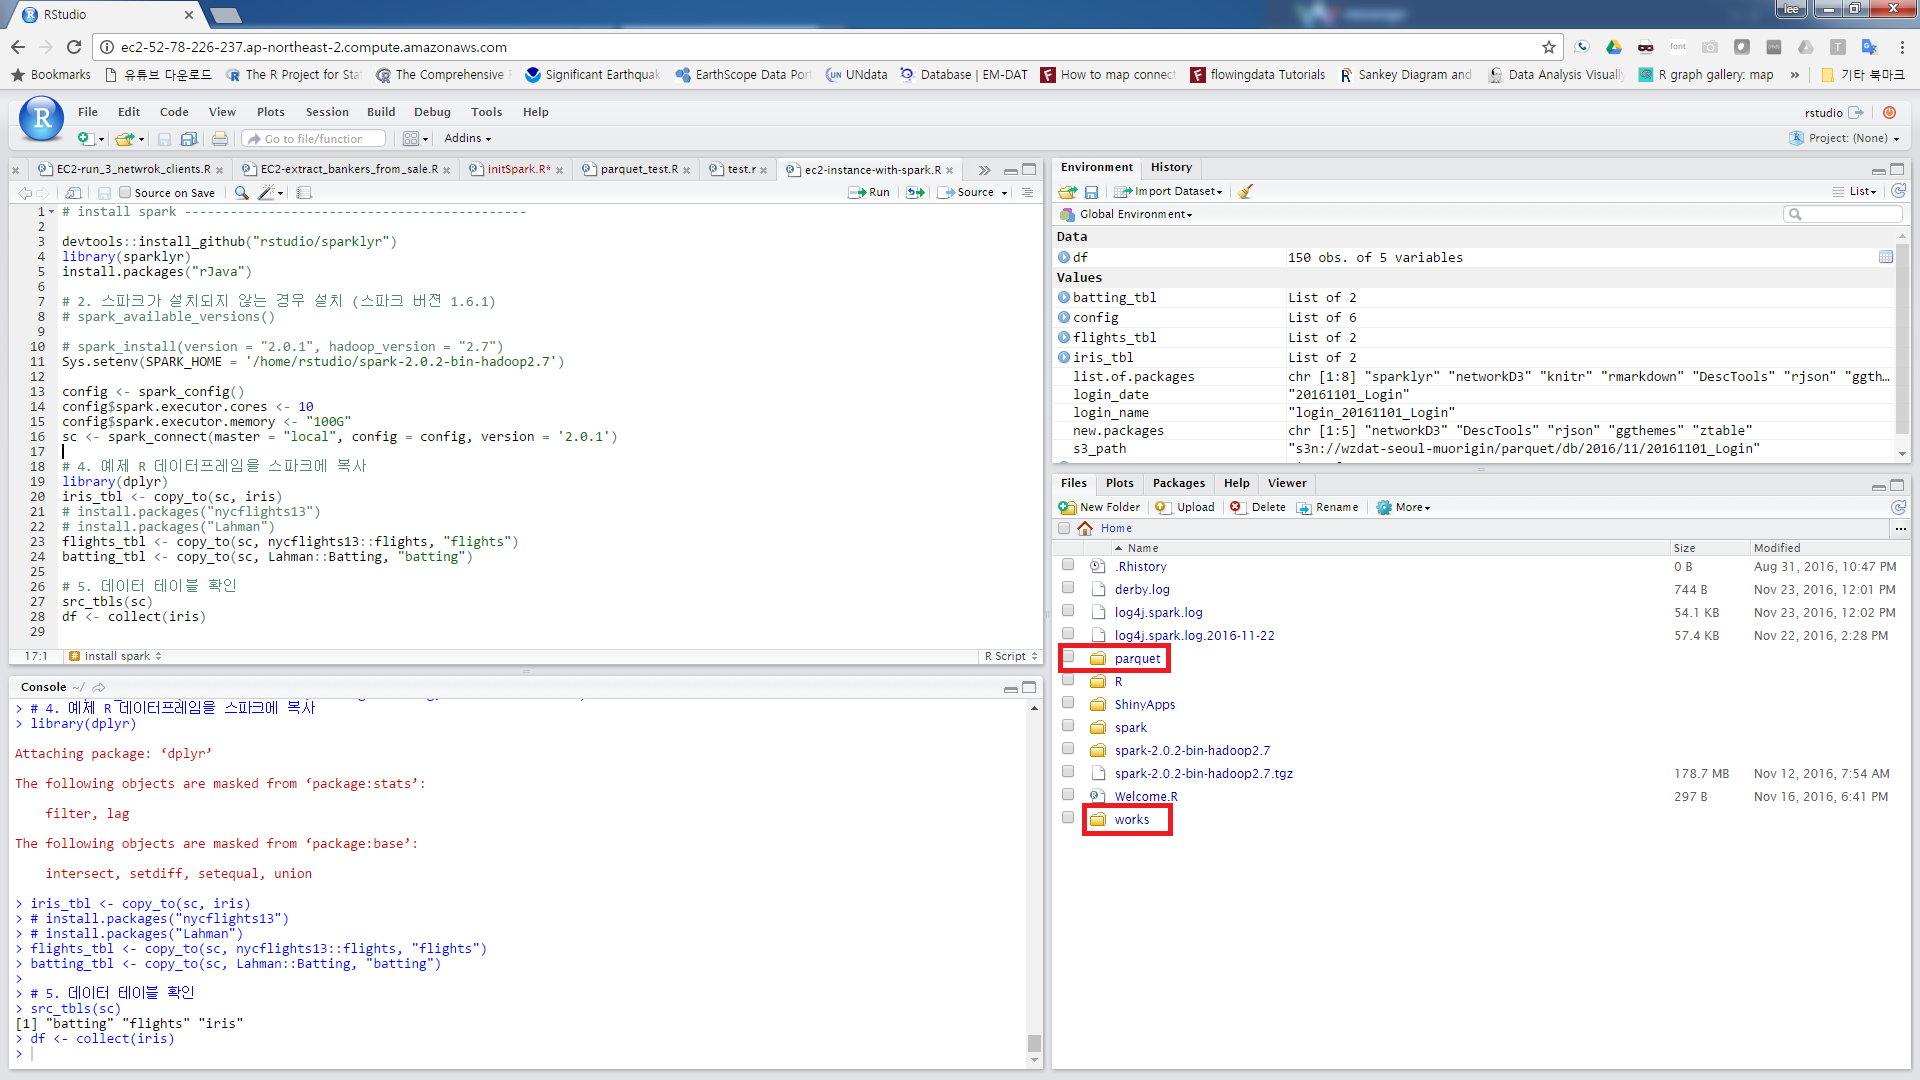 RStudio
lee
ec2-52-78-226-237.ap-northeast-2.compute.amazonaws.com
Bookmarks 유튜브 다운로드 The R Project for Sta The Comprehensive Significant Earthquak EarthScope Data Por UNdata Database | EM-DAT How to map connect flowingdata Tutorials Sankey Diagram and Data Analysis Visually R graph gallery: map » 기타 북마크
File Edit Code View Plots Session Build Debug Tools Help
rstudio
Go to file/function Addins
Project: (None)
EC2-run_3_netwrok_clients.R EC2-extract_bankers_from_sale.R initSpark.R* parquet_test.R test.r ec2-instance-with-spark.R
Source on Save Run Source
1 # install spark ---------------------------------------------
2
3 devtools::install_github("rstudio/sparklyr")
4 library(sparklyr)
5 install.packages("rJava")
6
7 # 2. 스파크가 설치되지 않는 경우 설치 (스파크 버젼 1.6.1)
8 # spark_available_versions()
9
10 # spark_install(version = "2.0.1", hadoop_version = "2.7")
11 Sys.setenv(SPARK_HOME = '/home/rstudio/spark-2.0.2-bin-hadoop2.7')
12
13 config <- spark_config()
14 config$spark.executor.cores <- 10
15 config$spark.executor.memory <- "100G"
16 sc <- spark_connect(master = "local", config = config, version = '2.0.1')
17
18 # 4. 예제 R 데이터프레임을 스파크에 복사
19 library(dplyr)
20 iris_tbl <- copy_to(sc, iris)
21 # install.packages("nycflights13")
22 # install.packages("Lahman")
23 flights_tbl <- copy_to(sc, nycflights13::flights, "flights")
24 batting_tbl <- copy_to(sc, Lahman::Batting, "batting")
25
26 # 5. 데이터 테이블 확인
27 src_tbls(sc)
28 df <- collect(iris)
29
17:1 install spark R Script
Console ~/
> # 4. 예제 R 데이터프레임을 스파크에 복사
> library(dplyr)
Attaching package: ‘dplyr’
The following objects are masked from ‘package:stats’:
filter, lag
The following objects are masked from ‘package:base’:
intersect, setdiff, setequal, union
> iris_tbl <- copy_to(sc, iris)
> # install.packages("nycflights13")
> # install.packages("Lahman")
> flights_tbl <- copy_to(sc, nycflights13::flights, "flights")
> batting_tbl <- copy_to(sc, Lahman::Batting, "batting")
>
> # 5. 데이터 테이블 확인
> src_tbls(sc)
[1] "batting" "flights" "iris"
> df <- collect(iris)
>
Environment History
Import Dataset List
Global Environment
Data
df 150 obs. of 5 variables
Values
batting_tbl List of 2
config List of 6
flights_tbl List of 2
iris_tbl List of 2
list.of.packages chr [1:8] "sparklyr" "networkD3" "knitr" "rmarkdown" "DescTools" "rjson" "ggth…
login_date "20161101_Login"
login_name "login_20161101_Login"
new.packages chr [1:5] "networkD3" "DescTools" "rjson" "ggthemes" "ztable"
s3_path "s3n://wzdat-seoul-muorigin/parquet/db/2016/11/20161101_Login"
Files Plots Packages Help Viewer
New Folder Upload Delete Rename More
Home ...
Name Size Modified
.Rhistory 0 B Aug 31, 2016, 10:47 PM
derby.log 744 B Nov 23, 2016, 12:01 PM
log4j.spark.log 54.1 KB Nov 23, 2016, 12:02 PM
log4j.spark.log.2016-11-22 57.4 KB Nov 22, 2016, 2:28 PM
parquet
R
ShinyApps
spark
spark-2.0.2-bin-hadoop2.7
spark-2.0.2-bin-hadoop2.7.tgz 178.7 MB Nov 12, 2016, 7:54 AM
Welcome.R 297 B Nov 16, 2016, 6:41 PM
works